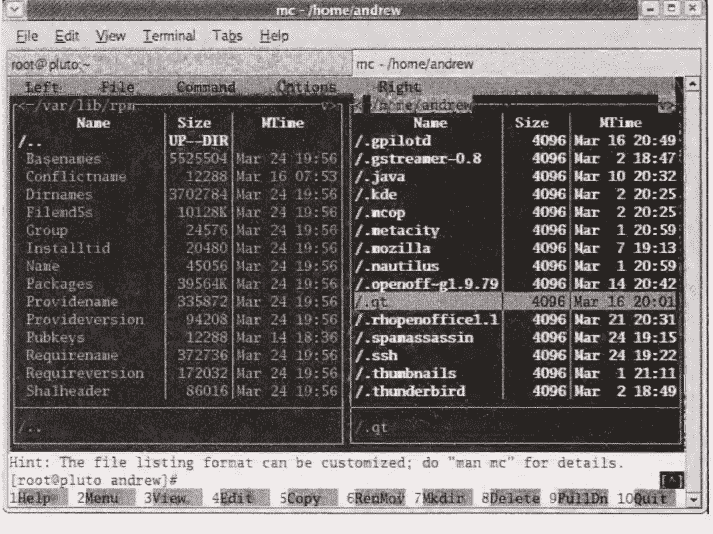 mc - /home/andrew
File Edit View Terminal Tabs Help
root@pluto:~ mc - /home/andrew
Left File Command Options Right
<-/var/lib/rpm v> </home/andrew v>
Name Size MTime Name Size MTime
/.. UP--DIR /.gpilotd 4096 Mar 16 20:49
Basenames 5525504 Mar 24 19:56 /.gstreamer-0.8 4096 Mar 2 18:47
Conflictname 12288 Mar 16 07:53 /.java 4096 Mar 10 20:32
Dirnames 3702784 Mar 24 19:56 /.kde 4096 Mar 2 20:25
Filemd5s 10128K Mar 24 19:56 /.mcop 4096 Mar 2 20:25
Group 24576 Mar 24 19:56 /.metacity 4096 Mar 1 20:59
Installtid 20480 Mar 24 19:56 /.mozilla 4096 Mar 7 19:13
Name 45056 Mar 24 19:56 /.nautilus 4096 Mar 1 20:59
Packages 39564K Mar 24 19:56 /.openoff~g1.9.79 4096 Mar 14 20:42
Providename 335872 Mar 24 19:56 /.qt 4096 Mar 16 20:01
Provideversion 94208 Mar 24 19:56 /.rhopenoffice1.1 4096 Mar 21 20:31
Pubkeys 12288 Mar 14 18:36 /.spamassassin 4096 Mar 24 19:15
Requirename 372736 Mar 24 19:56 /.ssh 4096 Mar 24 19:22
Requireversion 172032 Mar 24 19:56 /.thumbnails 4096 Mar 1 21:11
Sha1header 86016 Mar 24 19:56 /.thunderbird 4096 Mar 2 18:49
/.. /.qt
Hint: The file listing format can be customized; do "man mc" for details.
[root@pluto andrew]# [^]
1Help 2Menu 3View 4Edit 5Copy 6RenMov 7Mkdir 8Delete 9PullDn 10Quit